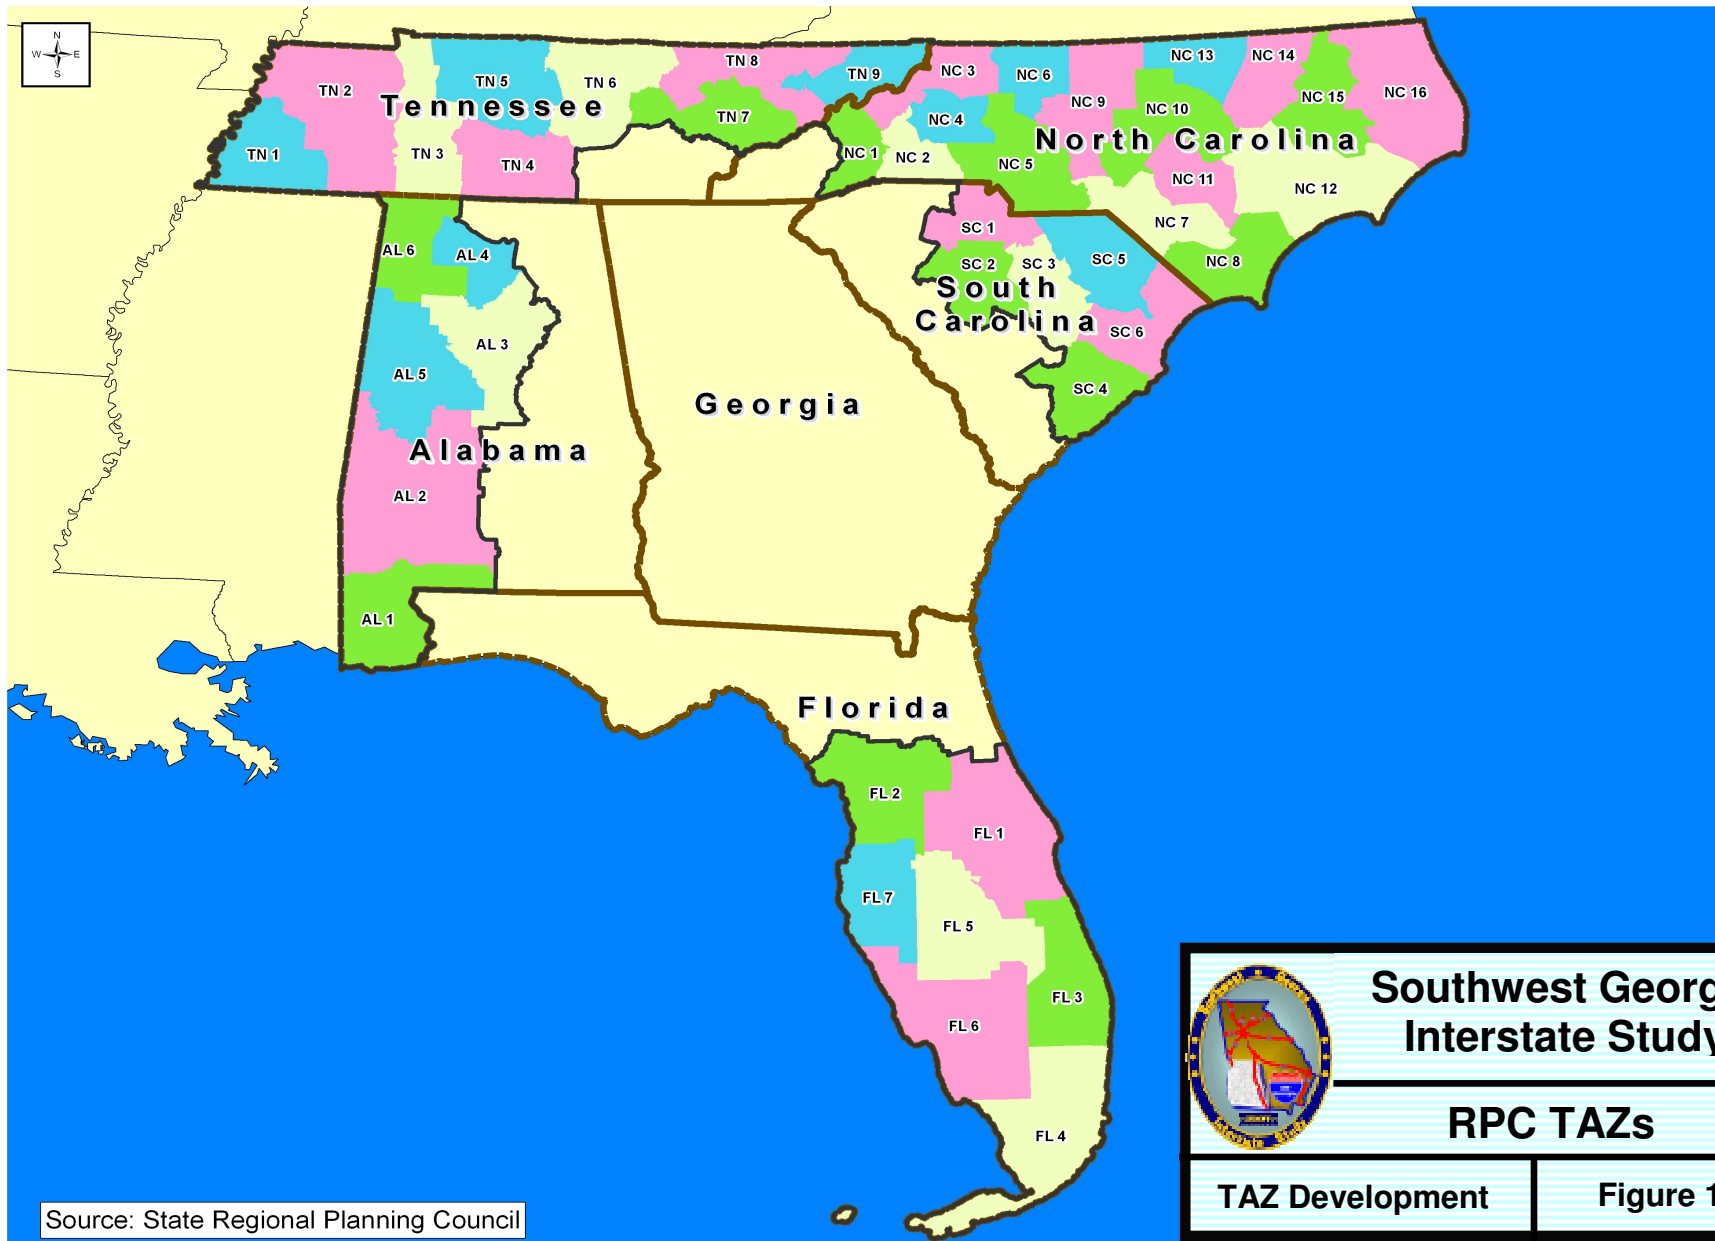 N
W E
S
TN 1
TN 2
TN 3
TN 4
TN 5
TN 6
TN 7
TN 8
TN 9
Tennessee
NC 1
NC 2
NC 3
NC 4
NC 5
NC 6
NC 7
NC 8
NC 9
NC 10
NC 11
NC 12
NC 13
NC 14
NC 15
NC 16
North Carolina
SC 1
SC 2
SC 3
SC 4
SC 5
SC 6
South
Carolina
AL 1
AL 2
AL 3
AL 4
AL 5
AL 6
Alabama
Georgia
Florida
FL 1
FL 2
FL 3
FL 4
FL 5
FL 6
FL 7
Southwest Georg
Interstate Study
RPC TAZs
TAZ Development
Figure 1
Source: State Regional Planning Council